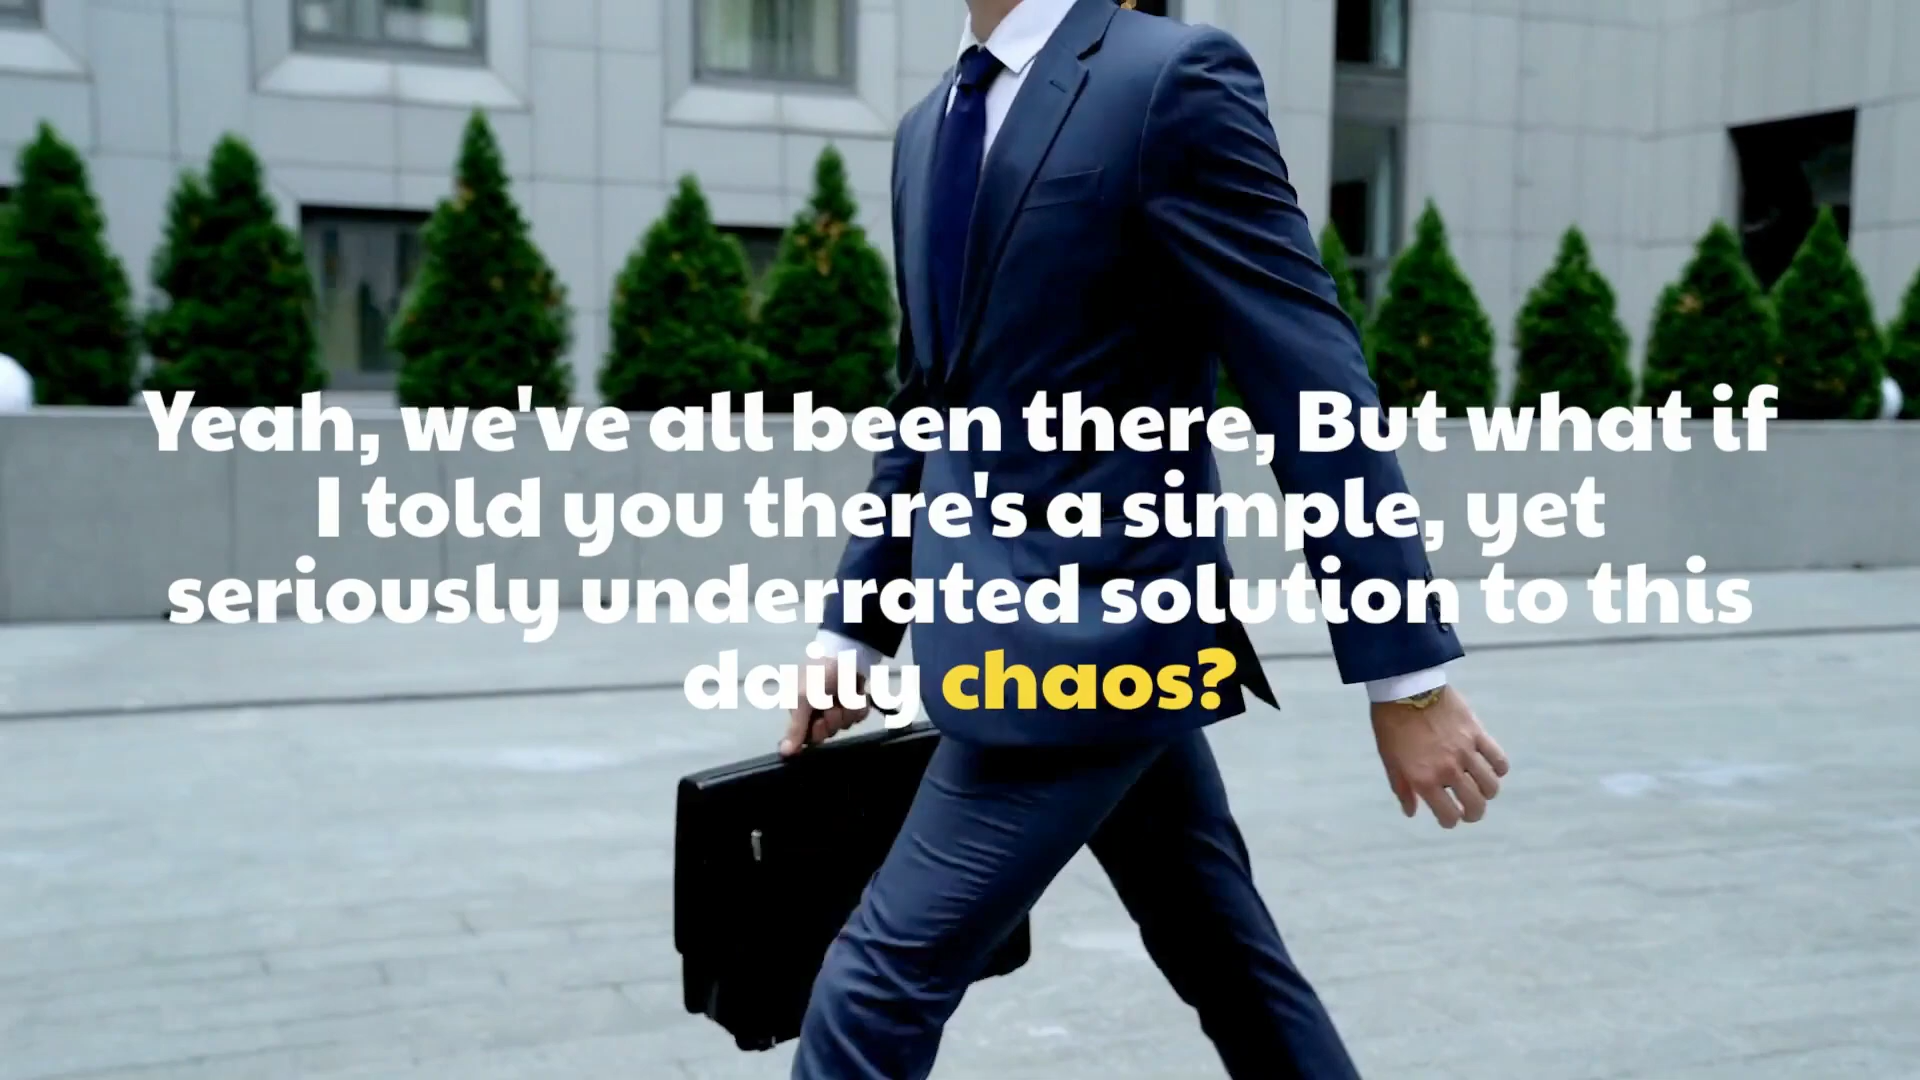 Yeah, we've all been there, But what if
I told you there's a simple, yet
seriously underrated solution to this
daily chaos?